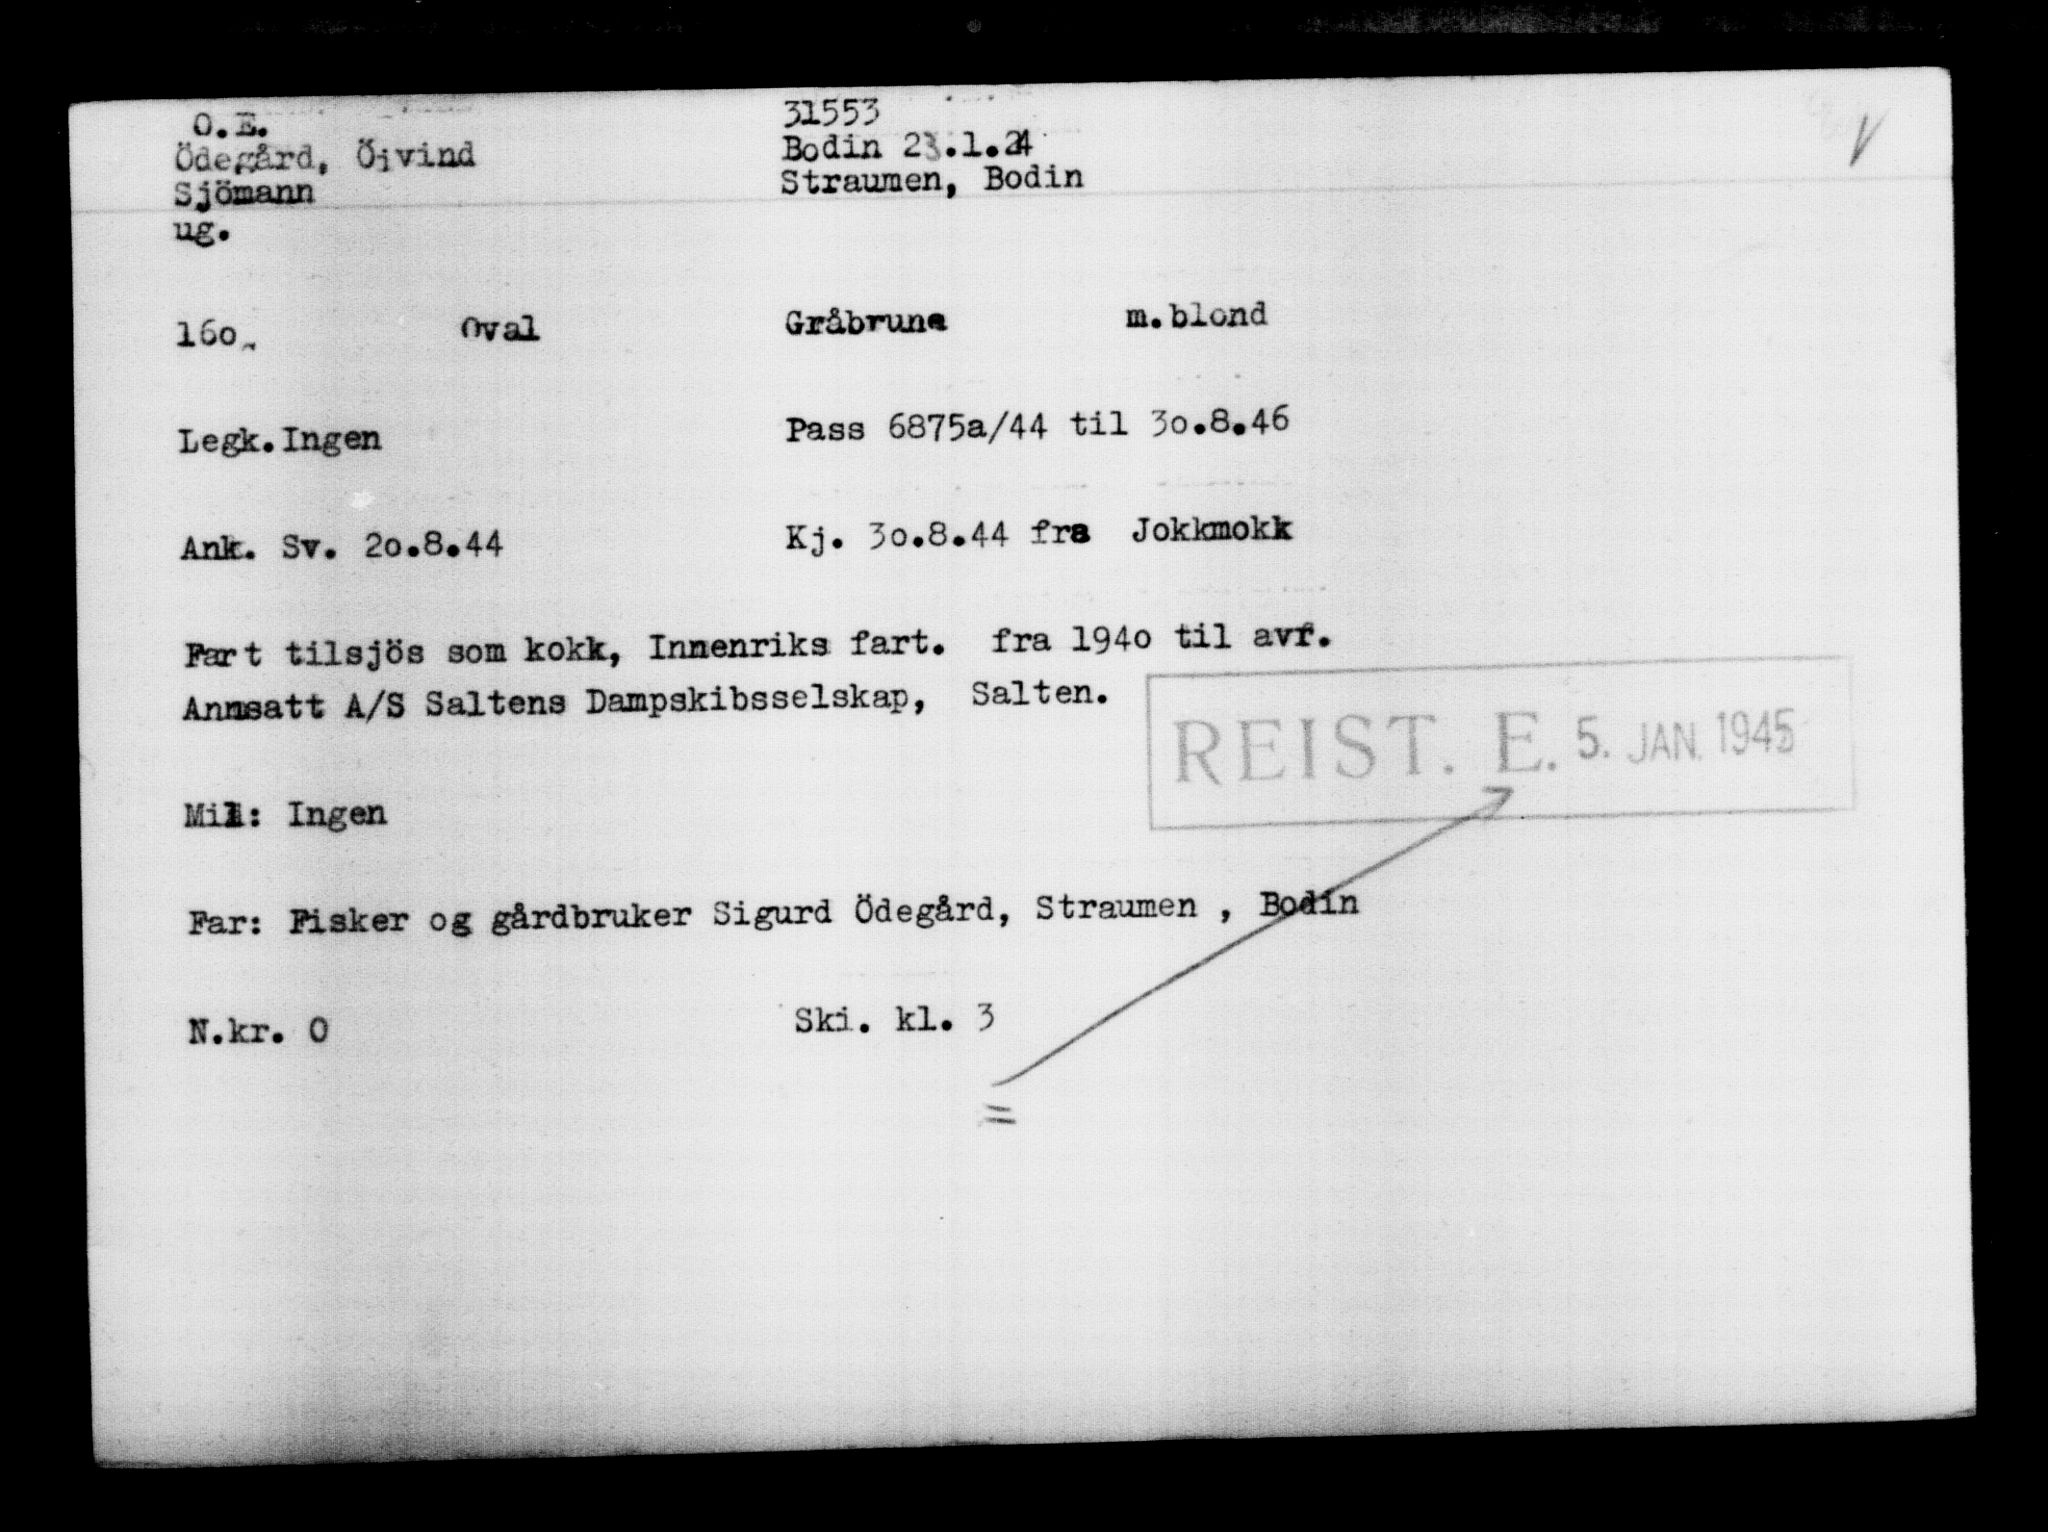 O.E. 31553
Ödegård, Öivind Bodin 23.1.24
Sjömann Straumen, Bodin
ug.
160. Oval Gråbrune m.blond
Legk.Ingen Pass 6875a/44 til 30.8.46
Ank. Sv. 20.8.44 Kj. 30.8.44 fra Jokkmokk
Fart tilsjös som kokk, Innenriks fart. fra 1940 til avr.
Annsatt A/S Saltens Dampskibsselskap, Salten.
REIST. E. 5. JAN. 1945
Mil: Ingen
Far: Fisker og gårdbruker Sigurd Ödegård, Straumen , Bodin
N.kr. 0 Ski. kl. 3